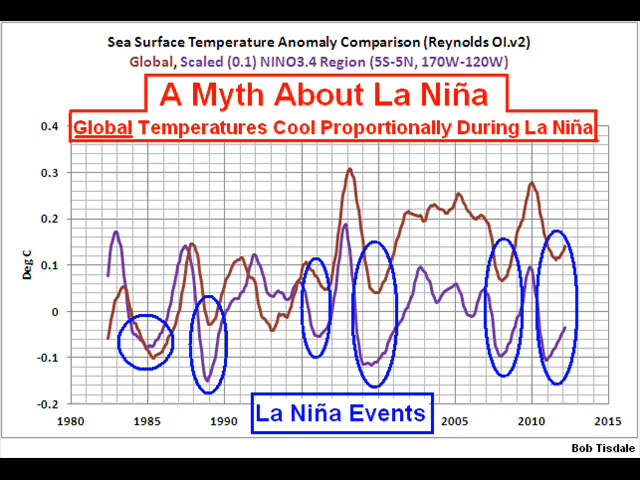 Sea Surface Temperature Anomaly Comparison (Reynolds OI.v2)
Global, Scaled (0.1) NINO3.4 Region (5S-5N, 170W-120W)
A Myth About La Niña
Global Temperatures Cool Proportionally During La Niña
0.4
0.3
0.2
0.1
0
-0.1
-0.2
Deg C
La Niña Events
1980
1985
1990
2005
2010
2015
Bob Tisdale